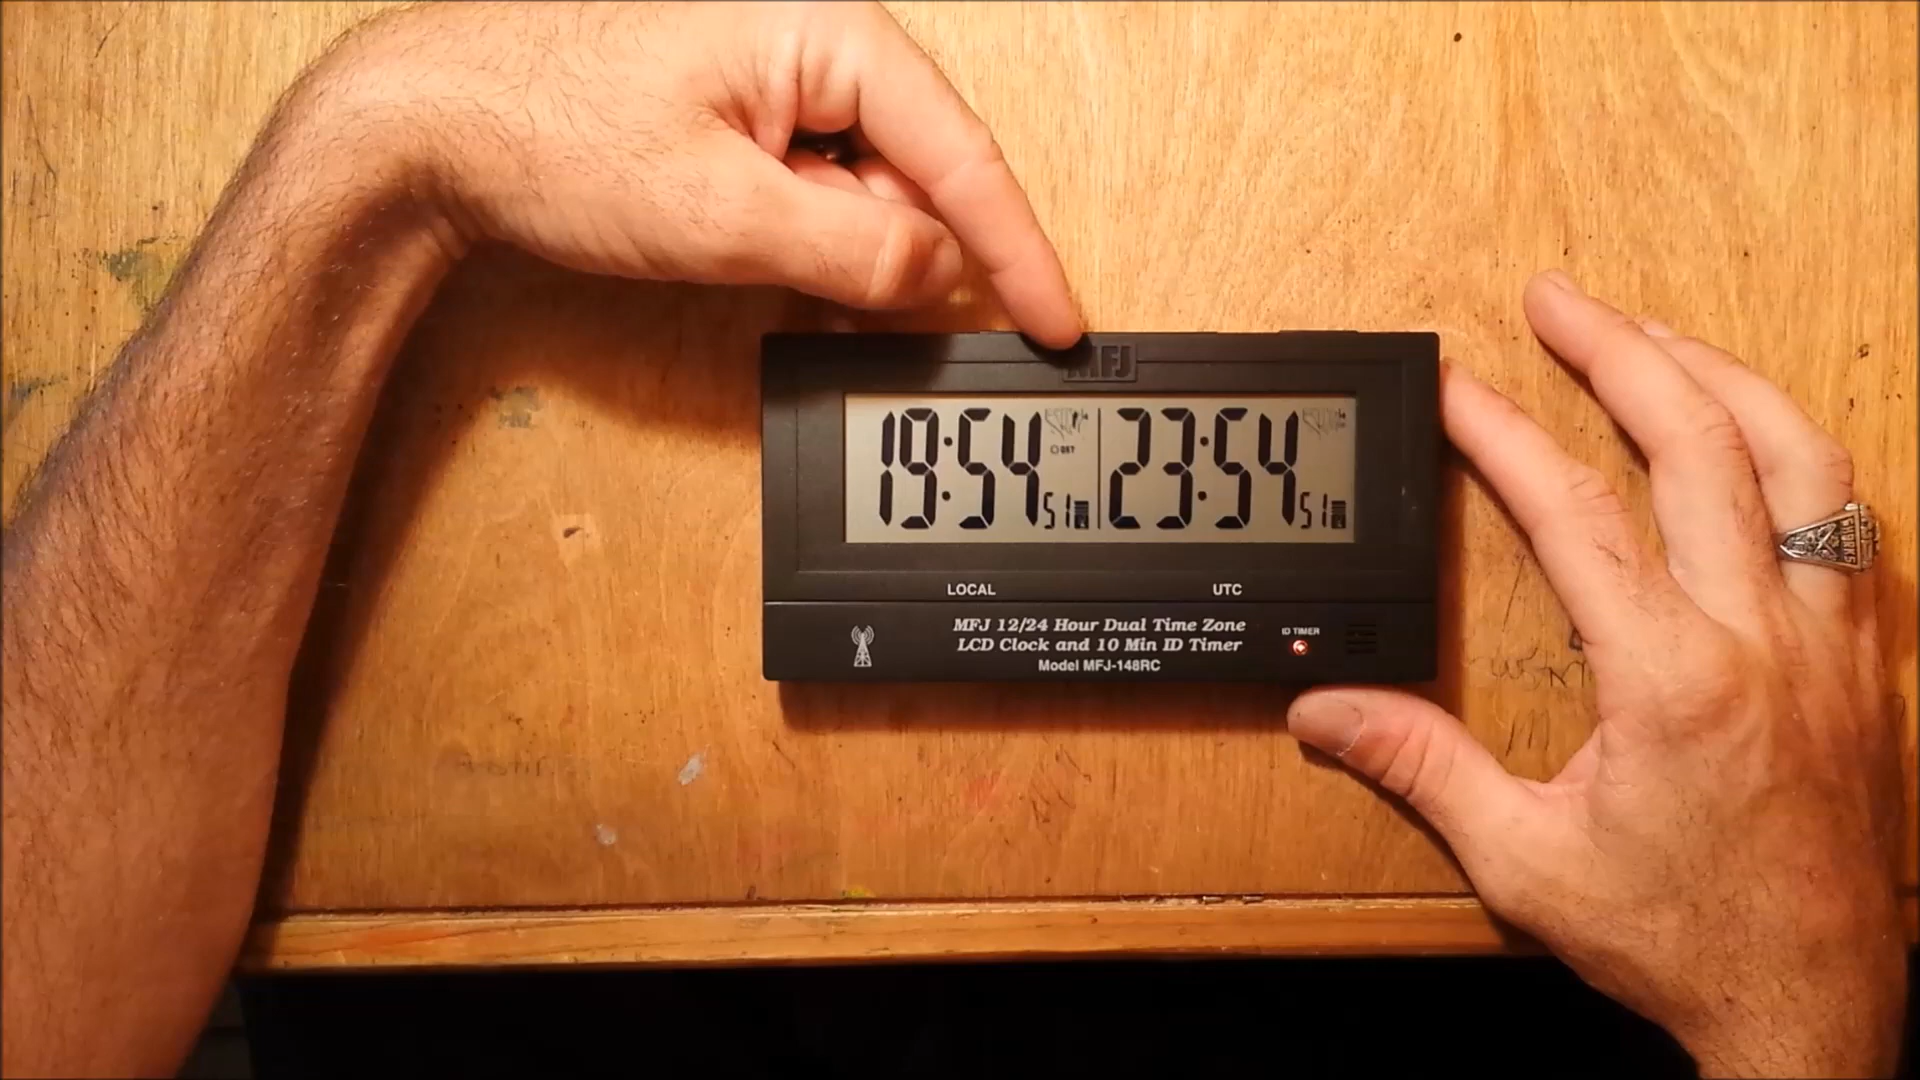 MFJ
19:54 51 DST
23:54 51
LOCAL UTC
MFJ 12/24 Hour Dual Time Zone
LCD Clock and 10 Min ID Timer
Model MFJ-148RC
ID TIMER